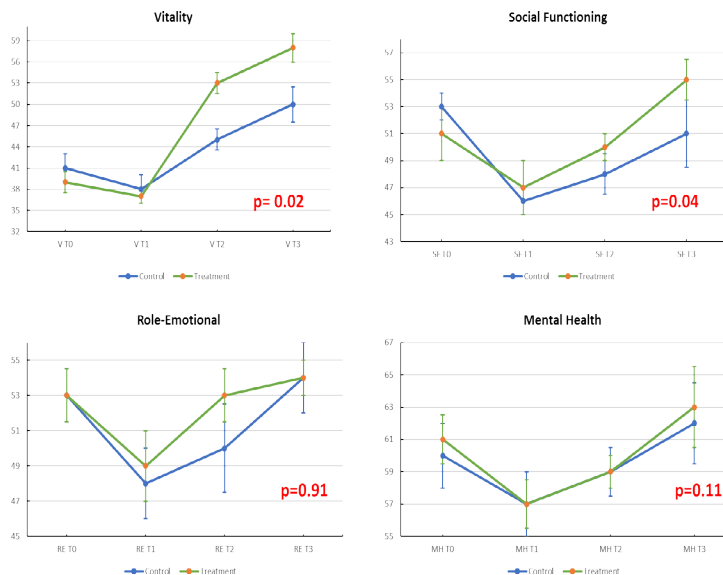 Vitality
59
56
53
50
47
44
41
38
35
32
p= 0.02
V T0 V T1 V T2 V T3
Control Treatment
Social Functioning
57
55
53
51
49
47
45
43
p=0.04
SF T0 SF T1 SF T2 SF T3
Control Treatment
Role-Emotional
55
53
51
49
47
45
p=0.91
RE T0 RE T1 RE T2 RE T3
Control Treatment
Mental Health
67
65
63
61
59
57
55
p=0.11
MH T0 MH T1 MH T2 MH T3
Control Treatment